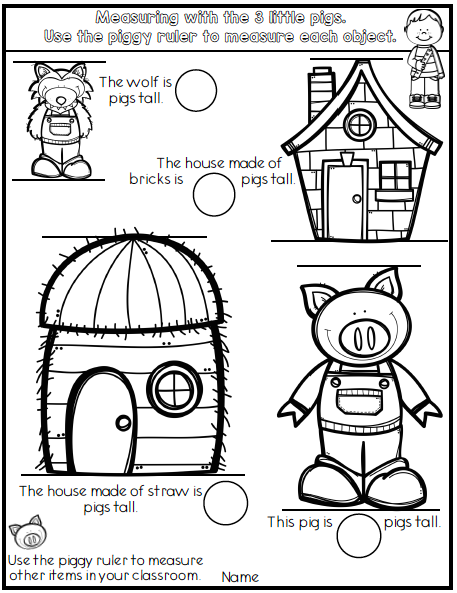 Measuring with the 3 little pigs.
Use the piggy ruler to measure each object.
The wolf is
pigs tall.
The house made of
bricks is pigs tall.
The house made of straw is
pigs tall.
This pig is pigs tall.
Use the piggy ruler to measure
other items in your classroom.
Name